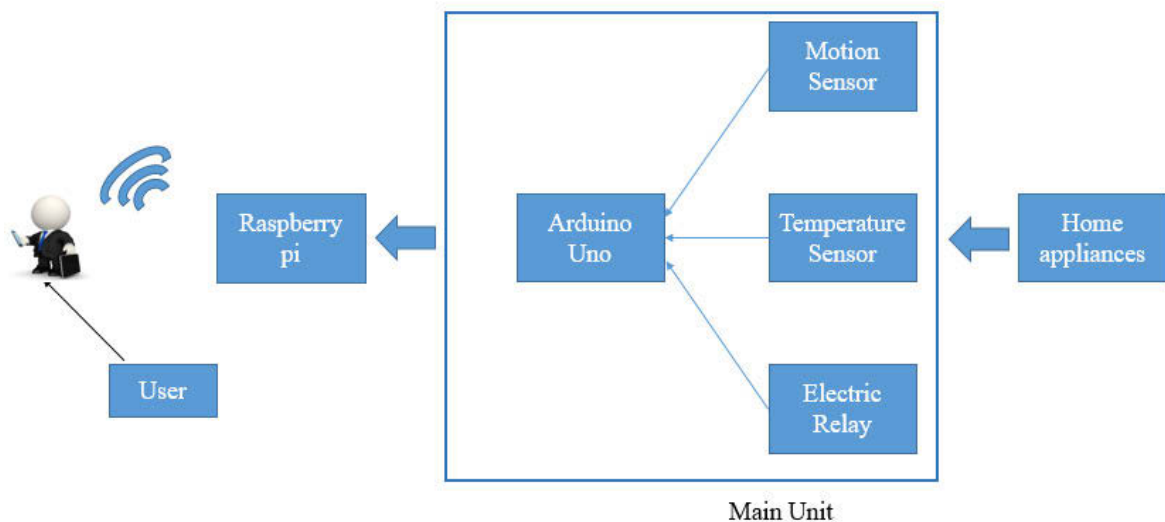 Motion
Sensor
Raspberry
pi
Arduino
Uno
Temperature
Sensor
Home
appliances
User
Electric
Relay
Main Unit